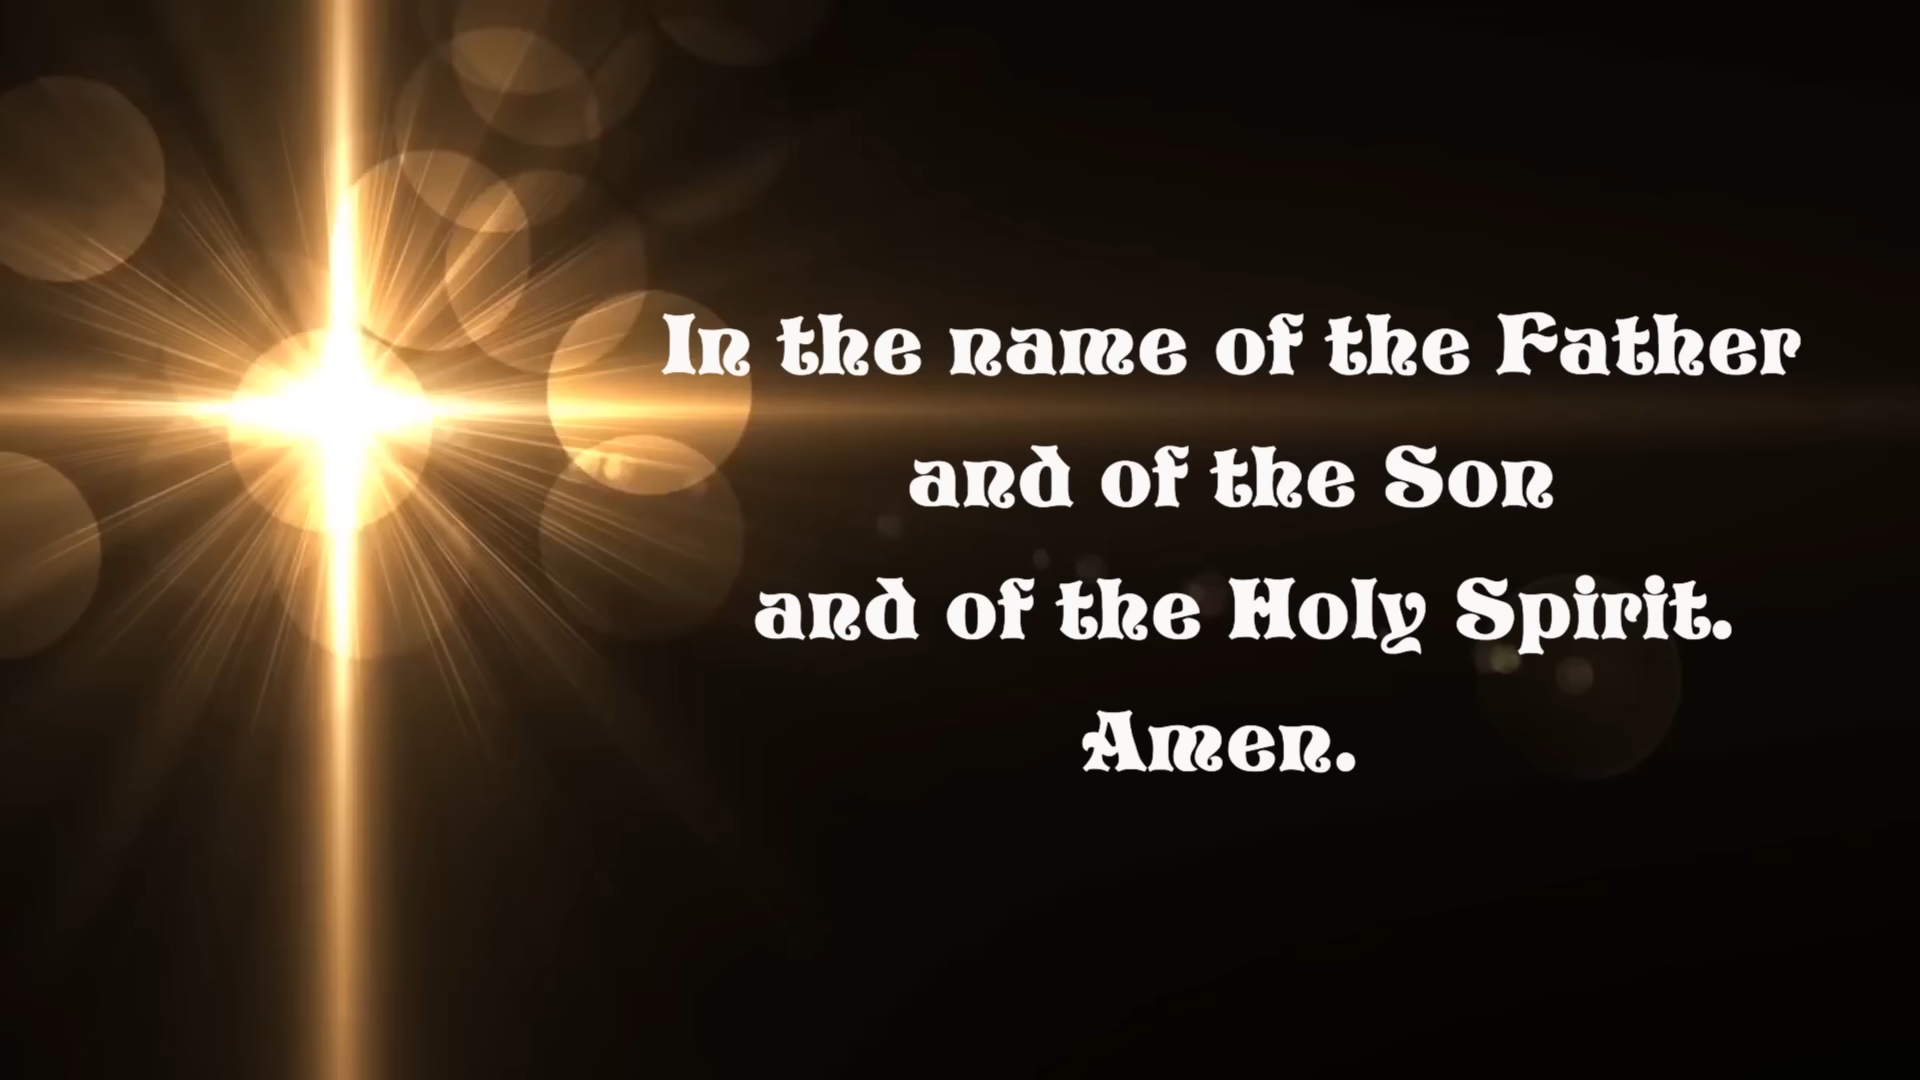 In the name of the Father
and of the Son
and of the Holy Spirit.
Amen.